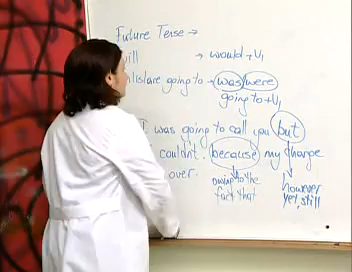 Future Tense →
will → would + V1
is/are going to → was/were
going to + V1
I was going to call you but
couldn't. because my charge
over.
owing to the
fact that
however
yet, still